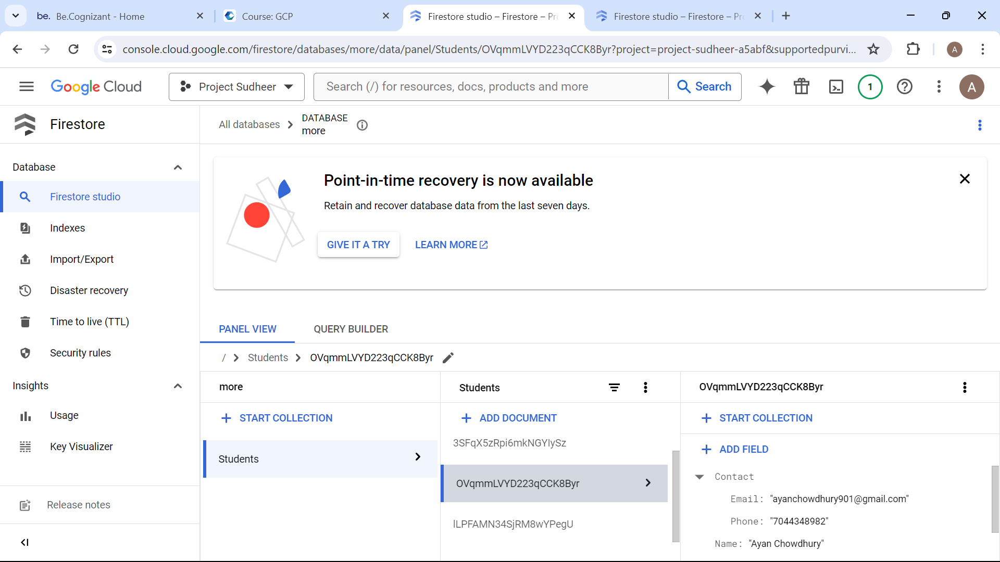 be. Be.Cognizant - Home
Course: GCP
Firestore studio – Firestore – Pro
Firestore studio – Firestore – Pr
console.cloud.google.com/firestore/databases/more/data/panel/Students/OVqmmLVYD223qCCK8Byr?project=project-sudheer-a5abf&supportedpurvi...
A
Google Cloud
Project Sudheer
Search (/) for resources, docs, products and more
Search
1
A
Firestore
All databases
DATABASE
more
Database
Firestore studio
Indexes
Import/Export
Disaster recovery
Time to live (TTL)
Security rules
Insights
Usage
Key Visualizer
Release notes
Point-in-time recovery is now available
Retain and recover database data from the last seven days.
GIVE IT A TRY
LEARN MORE
PANEL VIEW
QUERY BUILDER
/ Students OVqmmLVYD223qCCK8Byr
more
START COLLECTION
Students
Students
ADD DOCUMENT
3SFqX5zRpi6mkNGYIySz
OVqmmLVYD223qCCK8Byr
lLPFAMN34SjRM8wYPegU
OVqmmLVYD223qCCK8Byr
START COLLECTION
ADD FIELD
Contact
Email: "ayanchowdhury901@gmail.com"
Phone: "7044348982"
Name: "Ayan Chowdhury"